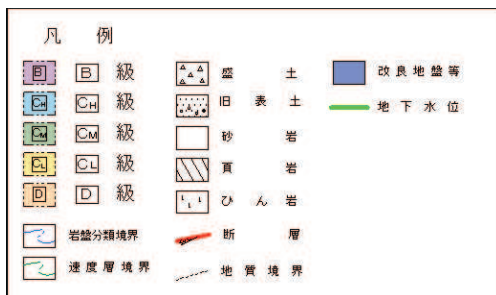 凡例
B B 級
CH CH 級
CM CM 級
CL CL 級
D D 級
岩盤分類境界
速度層境界
盛土
旧表土
砂岩
頁岩
ひん岩
断層
地質境界
改良地盤等
地下水位